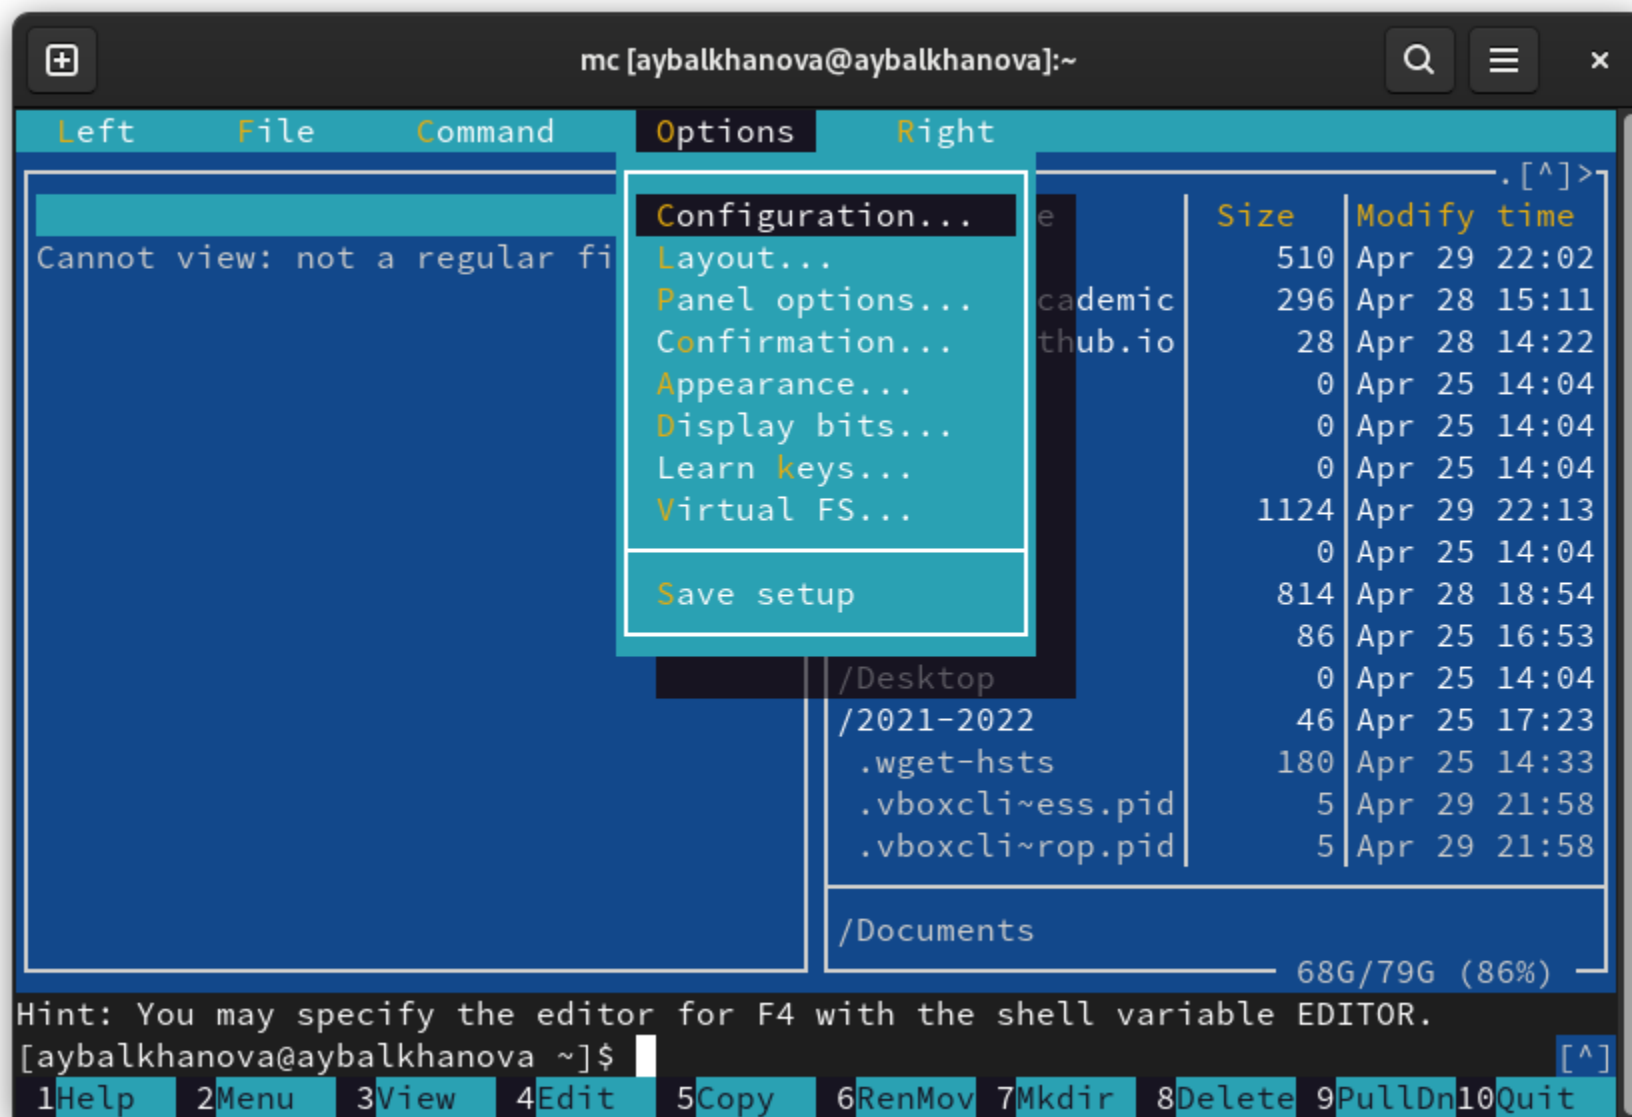 mc [aybalkhanova@aybalkhanova]:~
Left File Command Options Right
.[^]>
Configuration... e Size Modify time
Cannot view: not a regular fi Layout... 510 Apr 29 22:02
Panel options... cademic 296 Apr 28 15:11
Confirmation... thub.io 28 Apr 28 14:22
Appearance... 0 Apr 25 14:04
Display bits... 0 Apr 25 14:04
Learn keys... 0 Apr 25 14:04
Virtual FS... 1124 Apr 29 22:13
0 Apr 25 14:04
Save setup 814 Apr 28 18:54
86 Apr 25 16:53
/Desktop 0 Apr 25 14:04
/2021-2022 46 Apr 25 17:23
.wget-hsts 180 Apr 25 14:33
.vboxcli~ess.pid 5 Apr 29 21:58
.vboxcli~rop.pid 5 Apr 29 21:58
/Documents
68G/79G (86%)
Hint: You may specify the editor for F4 with the shell variable EDITOR.
[aybalkhanova@aybalkhanova ~]$ [^]
1Help 2Menu 3View 4Edit 5Copy 6RenMov 7Mkdir 8Delete 9PullDn 10Quit